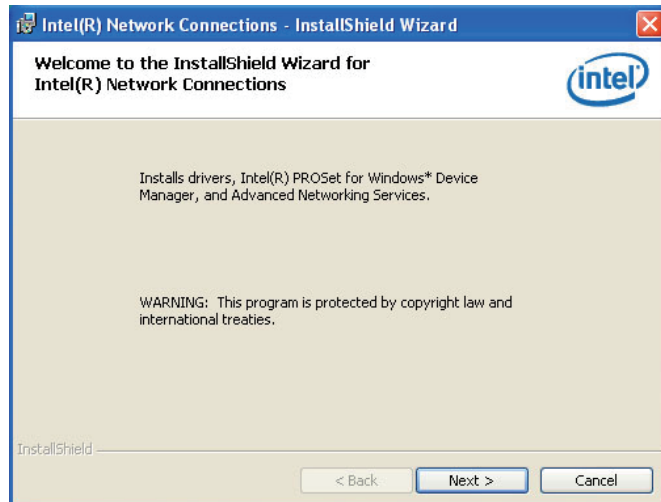 Intel(R) Network Connections - InstallShield Wizard
Welcome to the InstallShield Wizard for
Intel(R) Network Connections
intel
Installs drivers, Intel(R) PROSet for Windows* Device
Manager, and Advanced Networking Services.
WARNING: This program is protected by copyright law and
international treaties.
InstallShield
< Back
Next >
Cancel